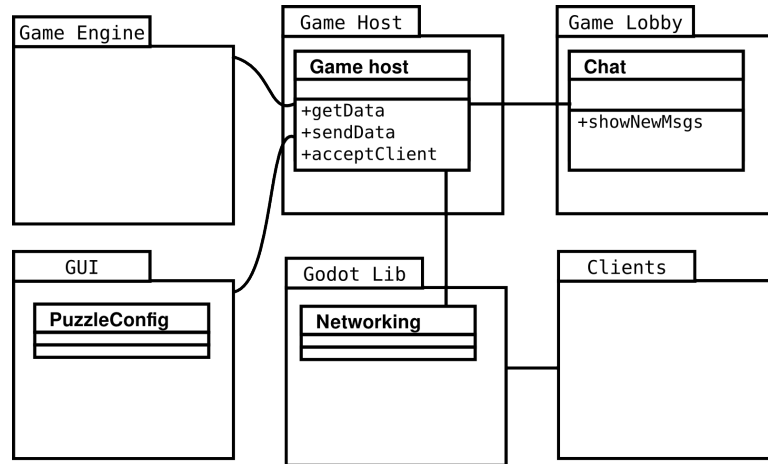 Game Engine
Game Host
Game host
+getData
+sendData
+acceptClient
Game Lobby
Chat
+showNewMsgs
GUI
PuzzleConfig
Godot Lib
Networking
Clients